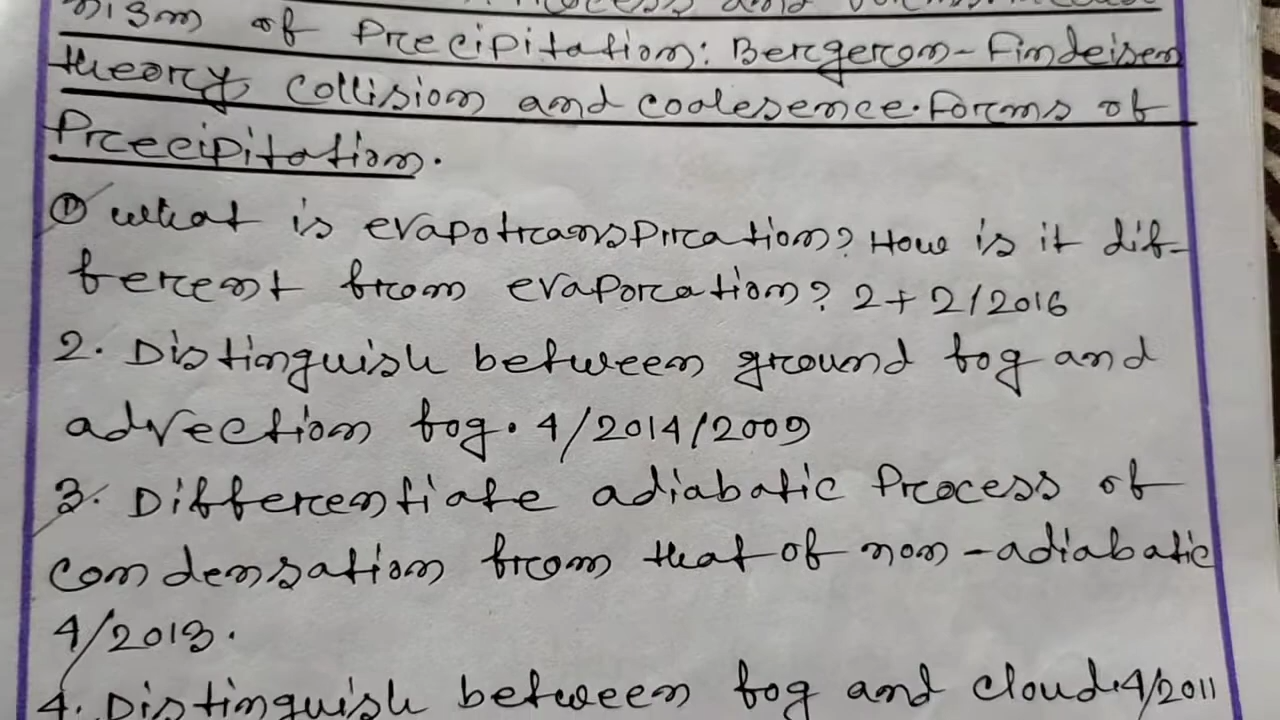 of Precipitation: Bergeron-Findeisen
theory, Collision and coalesence. Forms of
Precipitation.
① what is evapotranspiration? How is it dif-
ferent from evaporation? 2+2/2016
2. Distinguish between ground fog and
advection fog. 4/2014/2009
3. Differentiate adiabatic Process of
condensation from that of non-adiabatic
4/2013.
4. Distinguish between fog and cloud. 4/2011